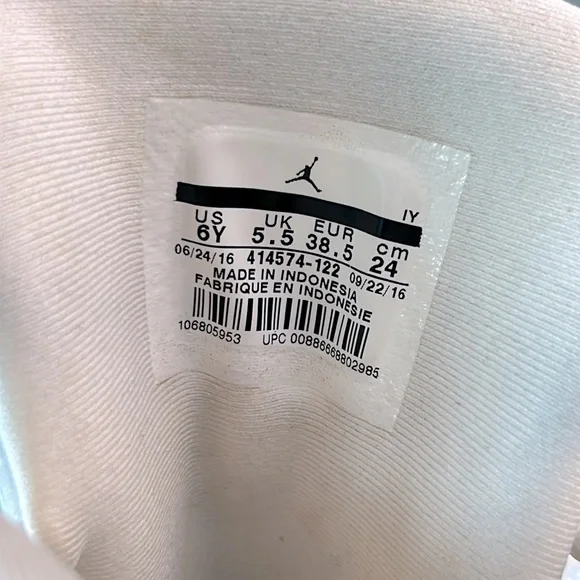 IY
US UK EUR cm
6Y 5.5 38.5 24
06/24/16 414574-122 09/22/16
MADE IN INDONESIA
FABRIQUE EN INDONESIE
106805953 UPC 00886668802985